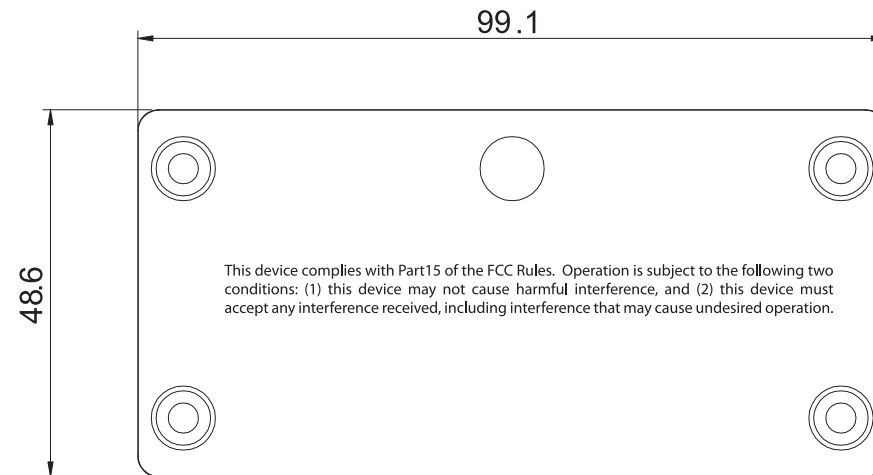 99.1
48.6
This device complies with Part15 of the FCC Rules.  Operation is subject to the following two
conditions: (1) this device may not cause harmful interference, and (2) this device must
accept any interference received, including interference that may cause undesired operation.